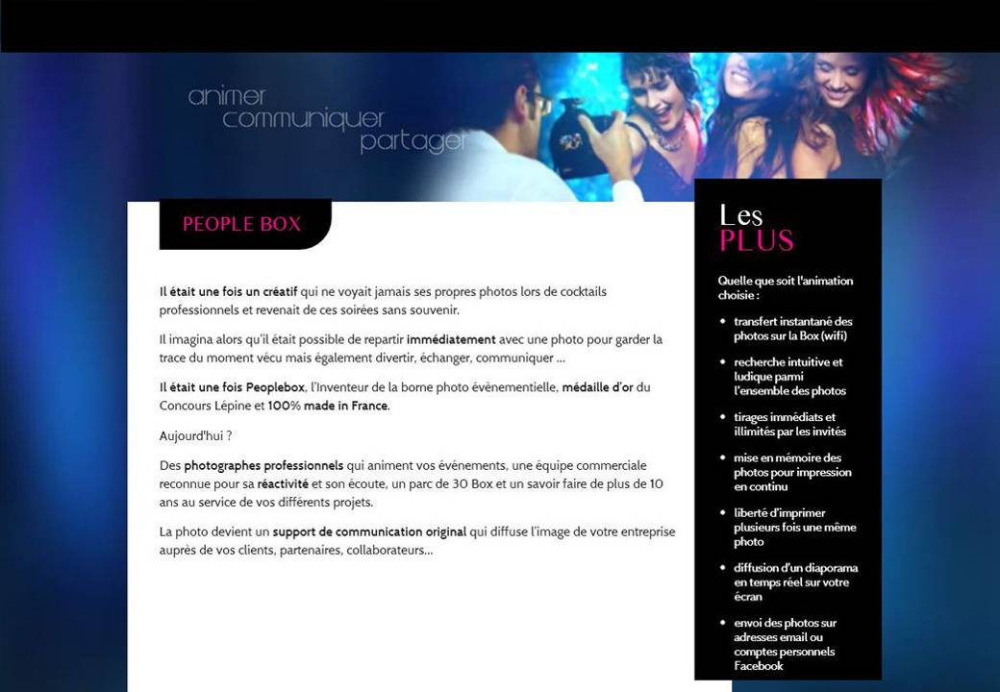 animer
communiquer
partager
PEOPLE BOX
Il était une fois un créatif qui ne voyait jamais ses propres photos lors de cocktails
professionnels et revenait de ces soirées sans souvenir.
Il imagina alors qu'il était possible de repartir immédiatement avec une photo pour garder la
trace du moment vécu mais également divertir, échanger, communiquer ...
Il était une fois Peoplebox, l'Inventeur de la borne photo évènementielle, médaille d'or du
Concours Lépine et 100% made in France.
Aujourd'hui ?
Des photographes professionnels qui animent vos événements, une équipe commerciale
reconnue pour sa réactivité et son écoute, un parc de 30 Box et un savoir faire de plus de 10
ans au service de vos différents projets.
La photo devient un support de communication original qui diffuse l'image de votre entreprise
auprès de vos clients, partenaires, collaborateurs...
Les
PLUS
Quelle que soit l'animation
choisie :
• transfert instantané des
photos sur la Box (wifi)
• recherche intuitive et
ludique parmi
l'ensemble des photos
• tirages immédiats et
illimités par les invités
• mise en mémoire des
photos pour impression
en continu
• liberté d'imprimer
plusieurs fois une même
photo
• diffusion d'un diaporama
en temps réel sur votre
écran
• envoi des photos sur
adresses email ou
comptes personnels
Facebook